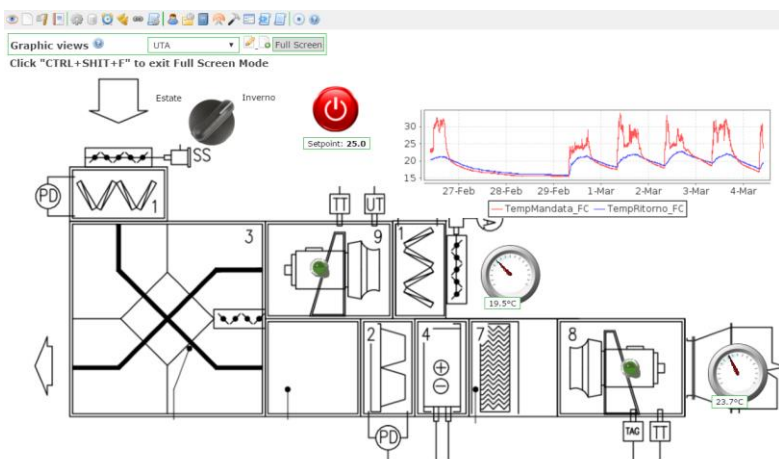 Graphic views
UTA
Full Screen
Click "CTRL+SHIT+F" to exit Full Screen Mode
Estate
Inverno
Setpoint: 25.0
30
25
20
15
27-Feb
28-Feb
29-Feb
1-Mar
2-Mar
3-Mar
4-Mar
TempMandata_FC
TempRitorno_FC
SS
PD
1
TT
UT
A
3
9
1
19.5°C
2
4
7
8
23.7°C
PD
TAG
TT